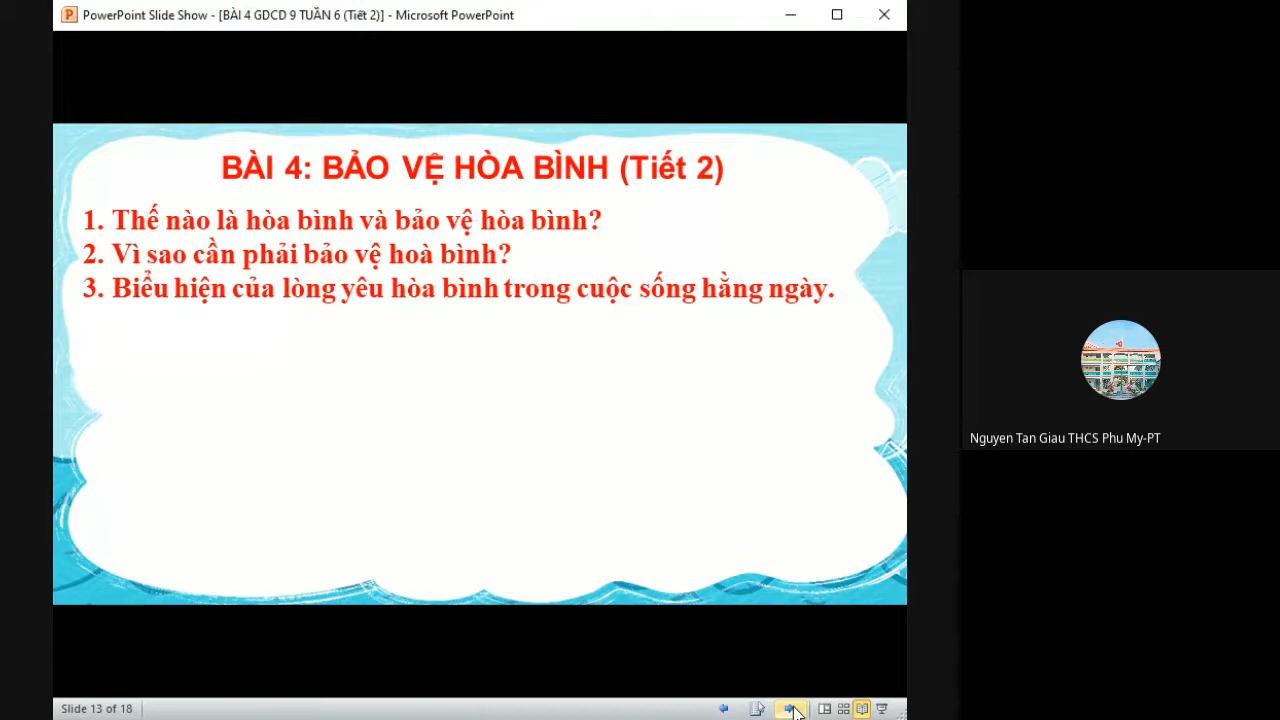 PowerPoint Slide Show - [BÀI 4 GDCD 9 TUẦN 6 (Tiết 2)] - Microsoft PowerPoint
BÀI 4: BẢO VỆ HÒA BÌNH (Tiết 2)
1. Thế nào là hòa bình và bảo vệ hòa bình?
2. Vì sao cần phải bảo vệ hoà bình?
3. Biểu hiện của lòng yêu hòa bình trong cuộc sống hằng ngày.
Nguyen Tan Giau THCS Phu My-PT
Slide 13 of 18